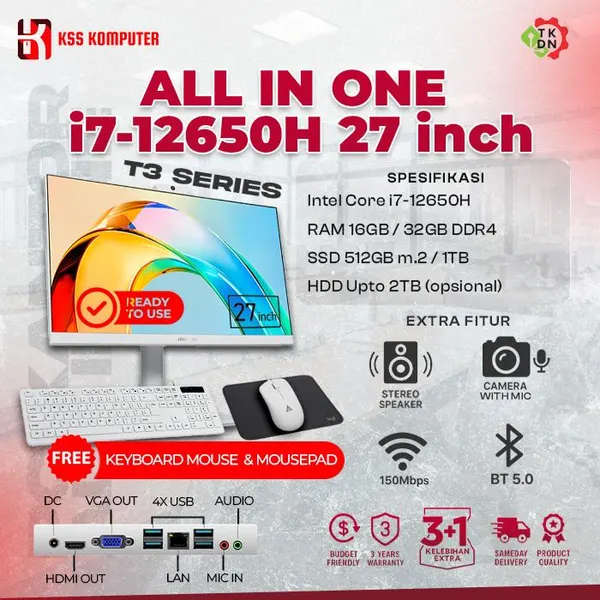 KSS KOMPUTER
TK
DN
ALL IN ONE
i7-12650H 27 inch
T3 SERIES
SPESIFIKASI
Intel Core i7-12650H
RAM 16GB / 32GB DDR4
SSD 512GB m.2 / 1TB
HDD Upto 2TB (opsional)
READY
TO USE
27 inch
EXTRA FITUR
STEREO
SPEAKER
CAMERA
WITH MIC
150Mbps
BT 5.0
FREE
KEYBOARD MOUSE & MOUSEPAD
DC
VGA OUT
4X USB
AUDIO
HDMI OUT
LAN
MIC IN
BUDGET
FRIENDLY
3
3 YEARS
WARRANTY
3+1
KELEBIHAN
EXTRA
SAMEDAY
DELIVERY
PRODUCT
QUALITY